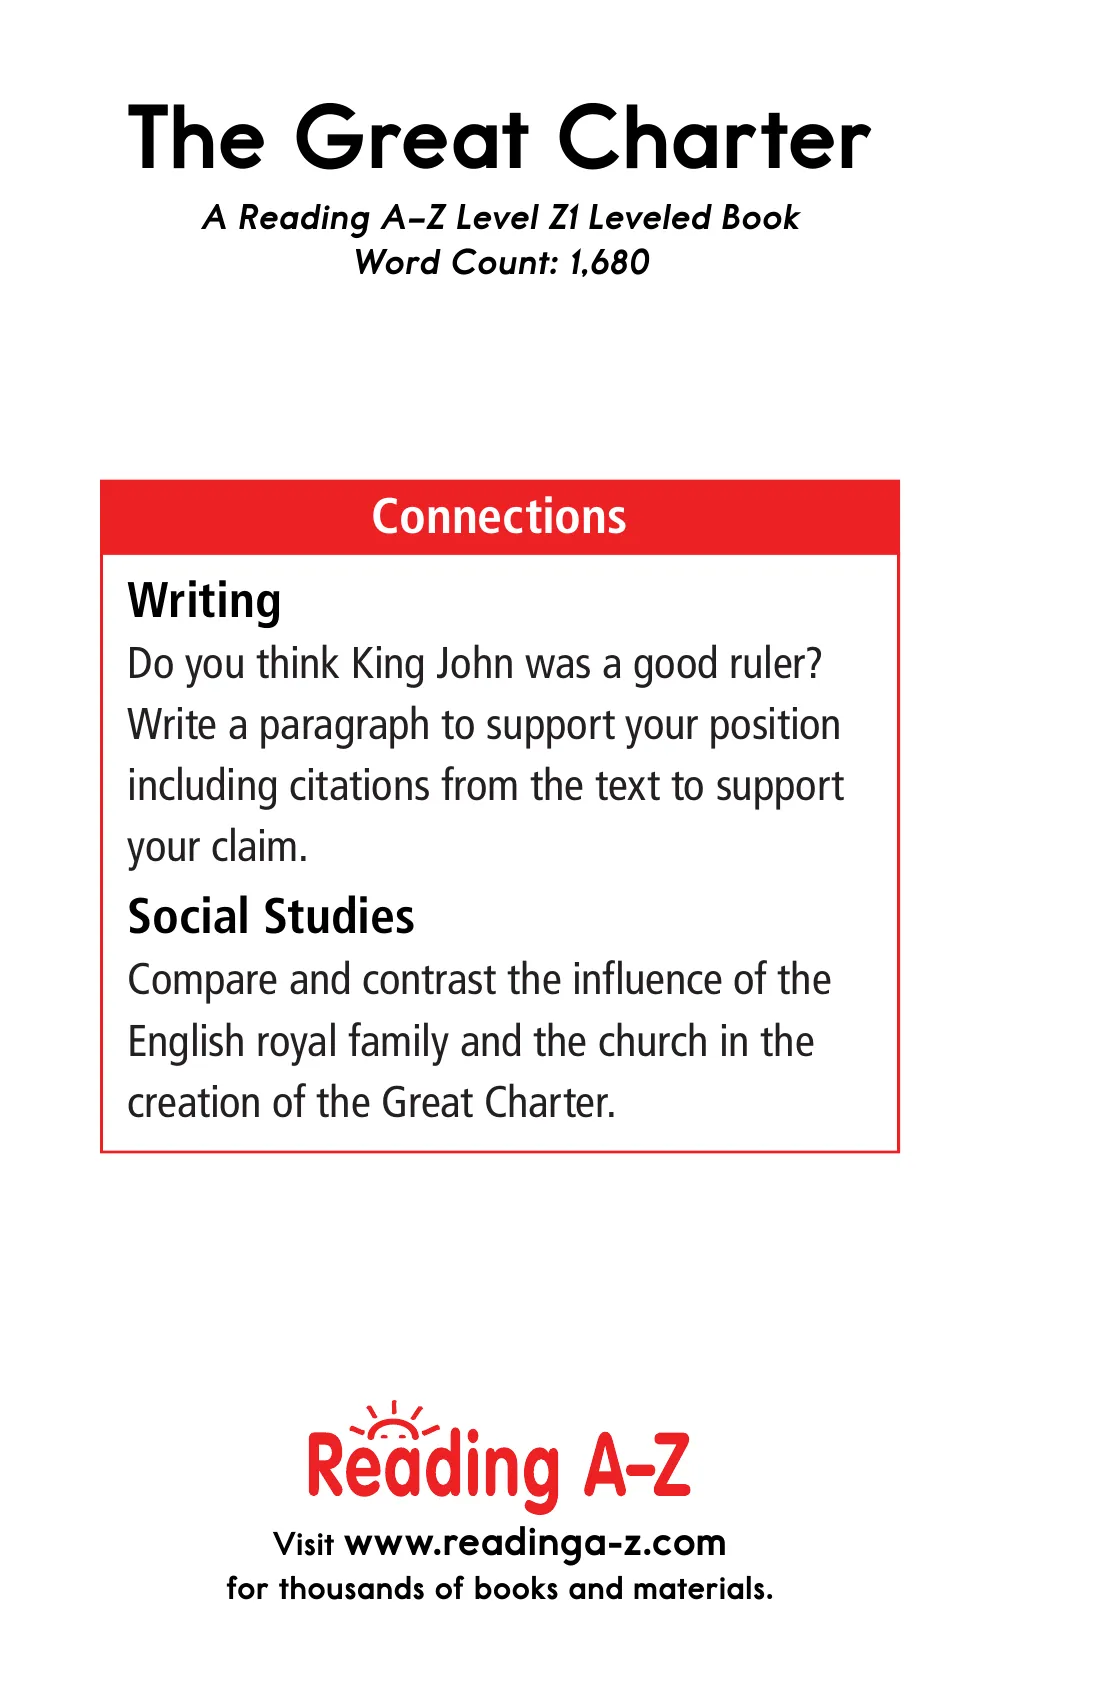 The Great Charter
A Reading A–Z Level Z1 Leveled Book
Word Count: 1,680
Connections
Writing
Do you think King John was a good ruler?
Write a paragraph to support your position
including citations from the text to support
your claim.
Social Studies
Compare and contrast the influence of the
English royal family and the church in the
creation of the Great Charter.
Reading A–Z
Visit www.readinga-z.com
for thousands of books and materials.